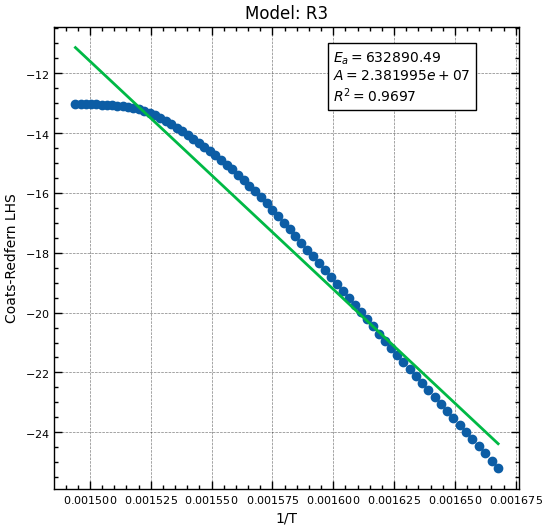 Model: R3
E_a = 632890.49
A = 2.381995e + 07
R² = 0.9697
−12
−14
−16
−18
−20
−22
−24
Coats-Redfern LHS
0.001500 0.001525 0.001550 0.001575 0.001600 0.001625 0.001650 0.001675
1/T